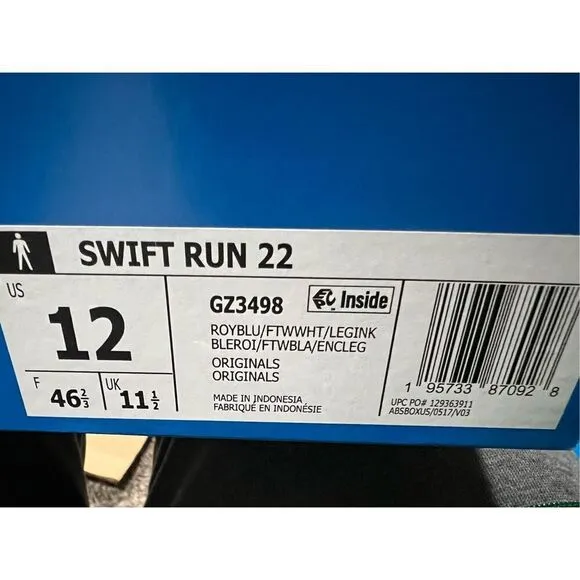 SWIFT RUN 22
US
12
F
46⅔
UK
11½
GZ3498
Inside
ROYBLU/FTWWHT/LEGINK
BLEROI/FTWBLA/ENCLEG
ORIGINALS
ORIGINALS
MADE IN INDONESIA
FABRIQUÉ EN INDONÉSIE
1 95733 87092 8
UPC PO# 129363911
ABSBOXUS/0517/V03